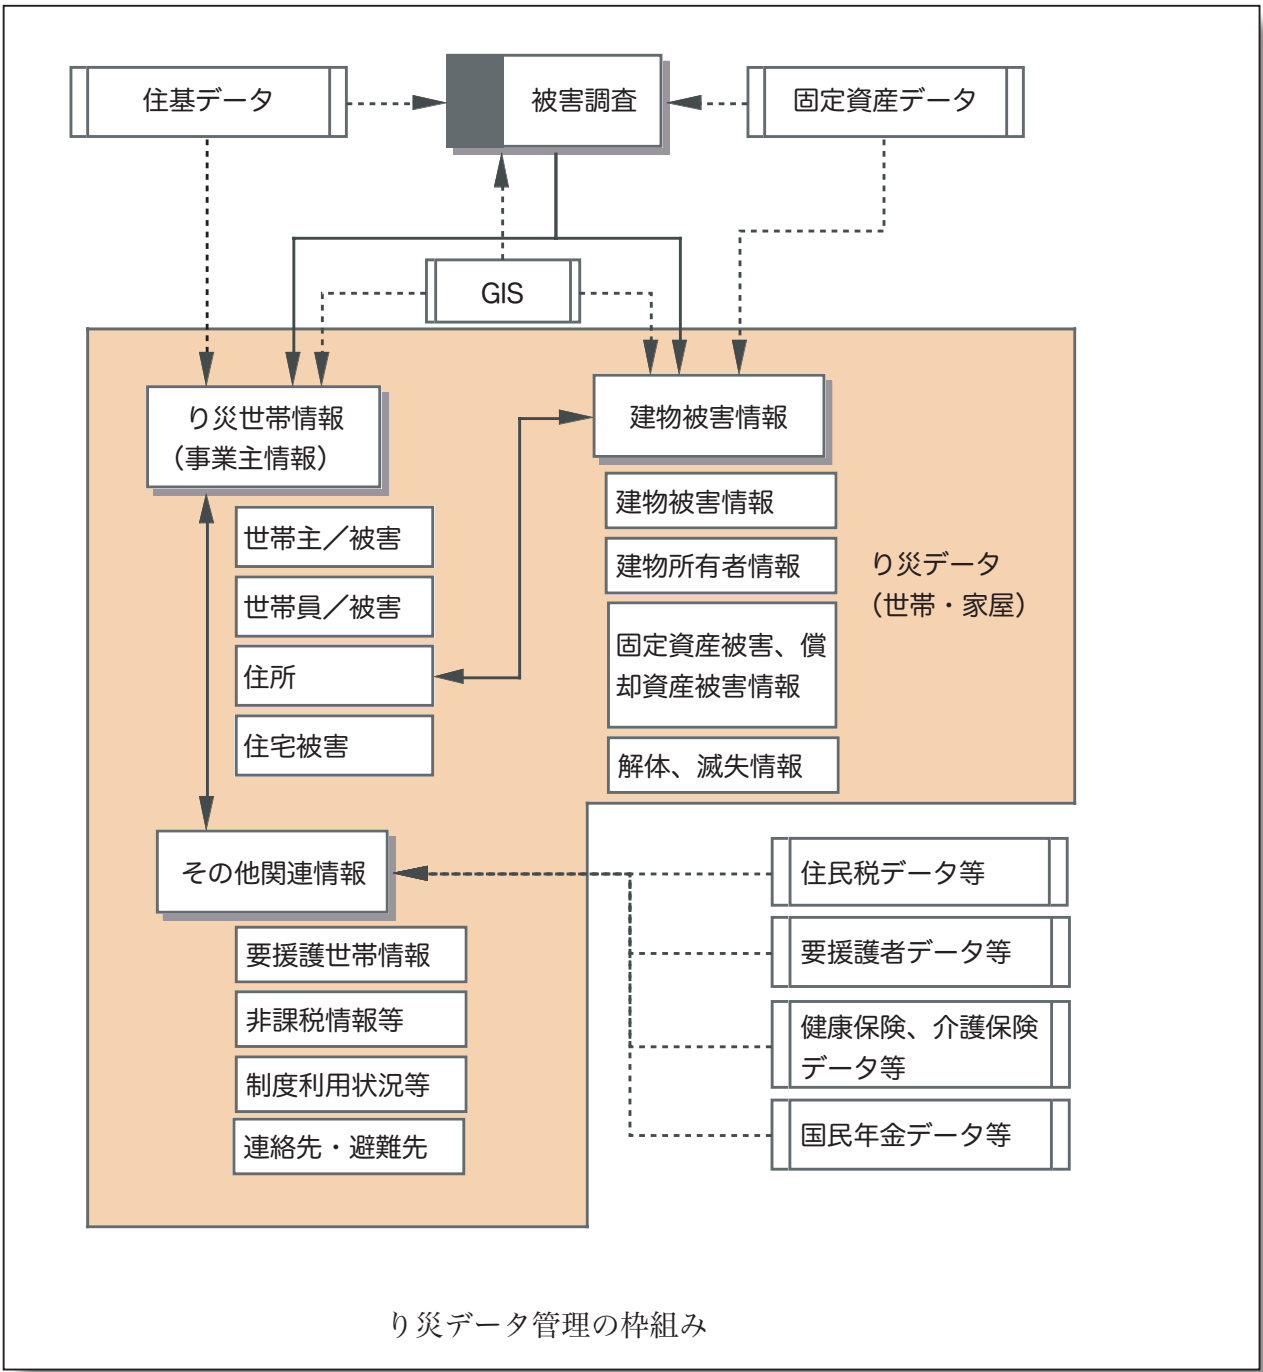 住基データ
被害調査
固定資産データ
GIS
り災世帯情報
（事業主情報）
世帯主／被害
世帯員／被害
住所
住宅被害
建物被害情報
建物被害情報
建物所有者情報
固定資産被害、償
却資産被害情報
解体、滅失情報
り災データ
（世帯・家屋）
その他関連情報
要援護世帯情報
非課税情報等
制度利用状況等
連絡先・避難先
住民税データ等
要援護者データ等
健康保険、介護保険
データ等
国民年金データ等
り災データ管理の枠組み